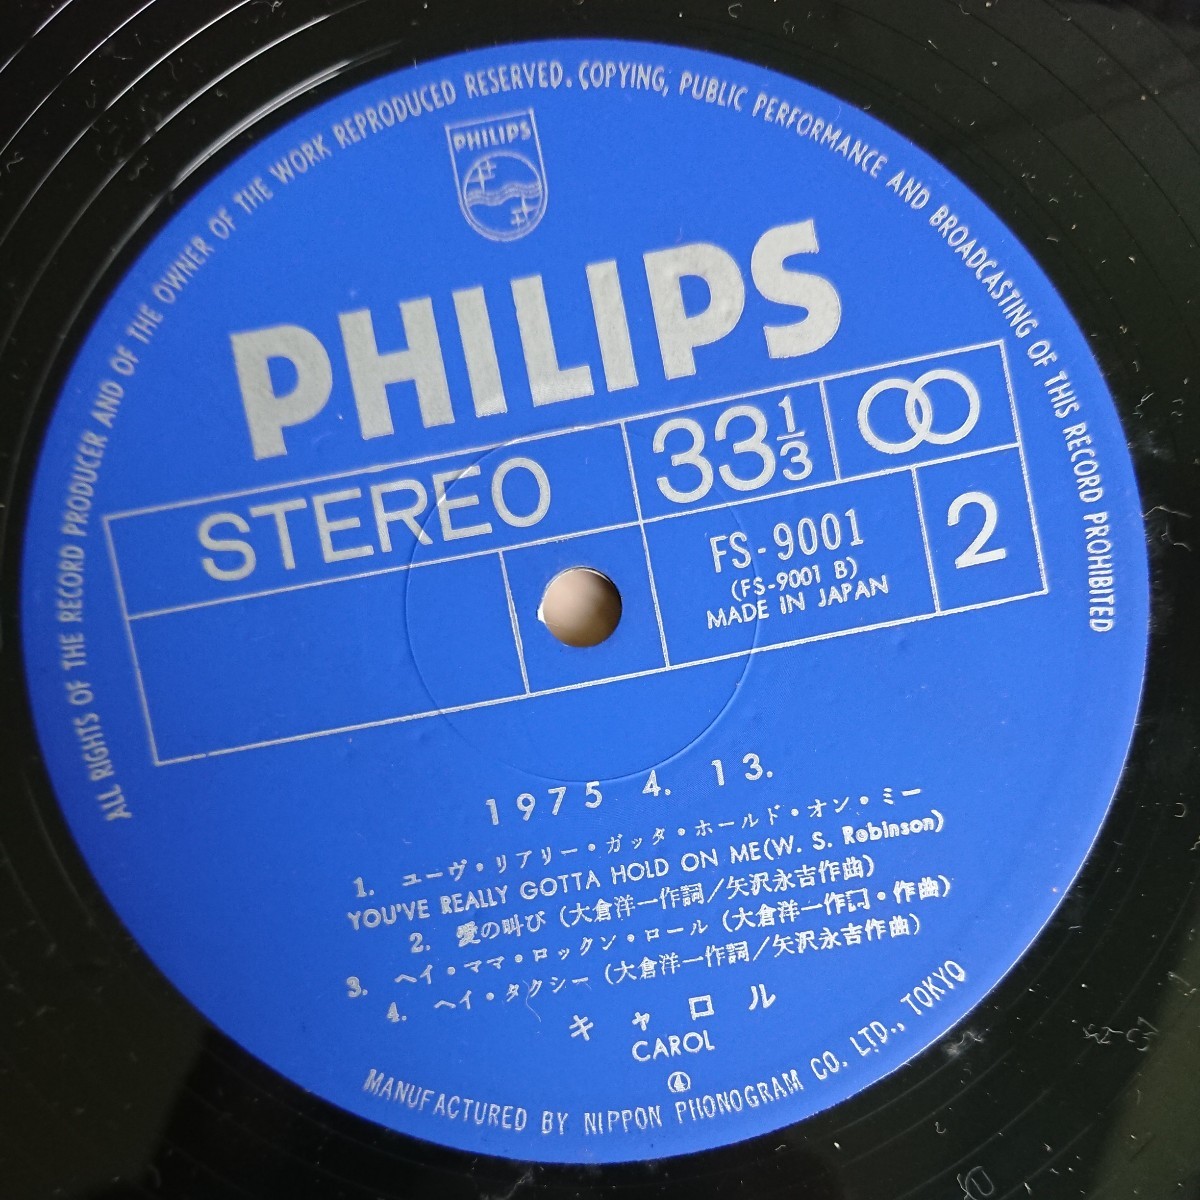 ALL RIGHTS OF THE RECORD PRODUCER AND OF THE OWNER OF THE WORK REPRODUCED RESERVED. COPYING, PUBLIC PERFORMANCE AND BROADCASTING OF THIS RECORD PROHIBITED
PHILIPS
PHILIPS
STEREO
33 1/3
FS-9001
(FS-9001 B)
MADE IN JAPAN
2
1975 4. 13.
1. ユーヴ・リアリー・ガッタ・ホールド・オン・ミー
YOU'VE REALLY GOTTA HOLD ON ME(W. S. Robinson)
2. 愛の叫び (大倉洋一作詞/矢沢永吉作曲)
3. ヘイ・ママ・ロックン・ロール (大倉洋一作詞・作曲)
4. ヘイ・タクシー (大倉洋一作詞/矢沢永吉作曲)
キャロル
CAROL
④
MANUFACTURED BY NIPPON PHONOGRAM CO. LTD., TOKYO